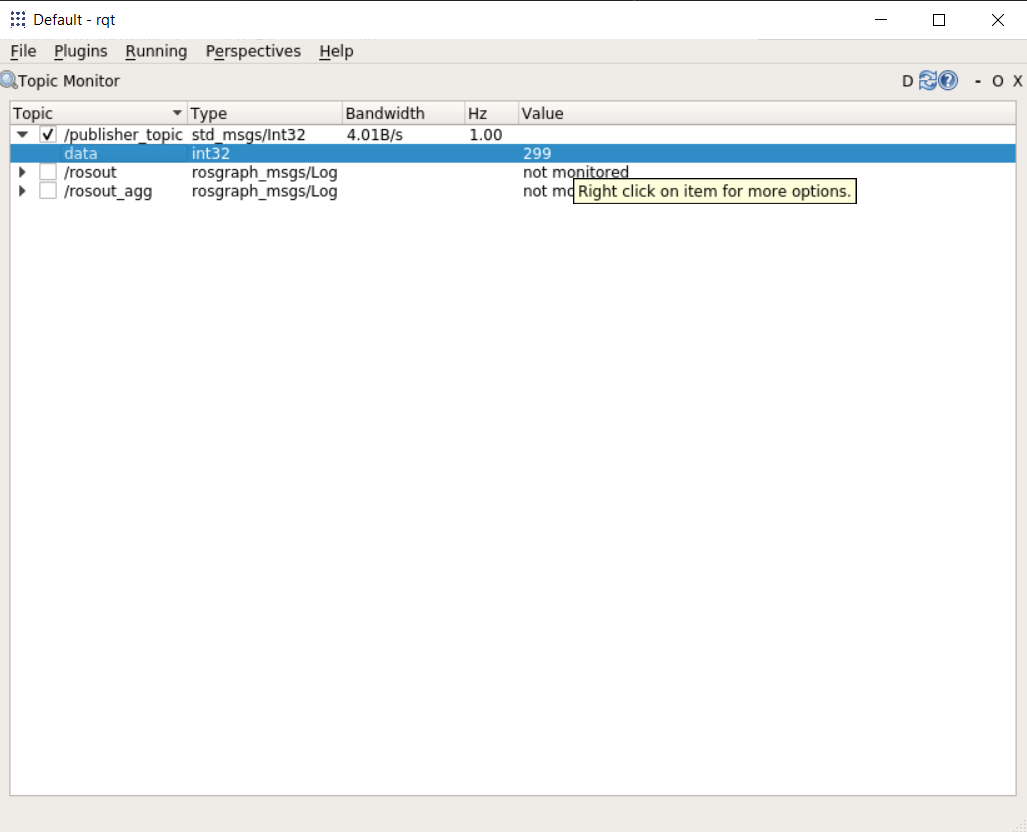 Default - rqt
File Plugins Running Perspectives Help
Topic Monitor D - O X
Topic Type Bandwidth Hz Value
/publisher_topic std_msgs/Int32 4.01B/s 1.00
data int32 299
/rosout rosgraph_msgs/Log not monitored
/rosout_agg rosgraph_msgs/Log not mo
Right click on item for more options.